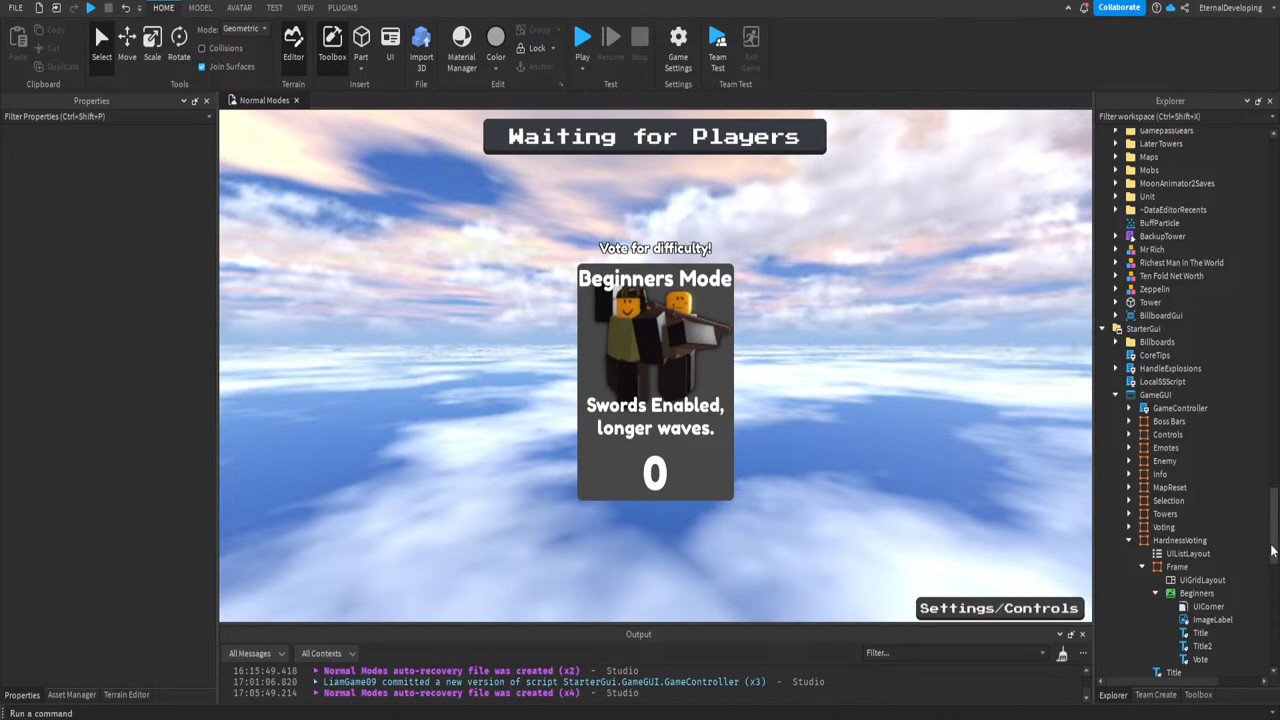 FILE HOME MODEL AVATAR TEST VIEW PLUGINS Collaborate EternalDeveloping
Paste Copy Cut Duplicate Select Move Scale Rotate Mode: Geometric Collisions Join Surfaces Editor Toolbox Part UI Import 3D Material Manager Color Group Lock Anchor Play Resume Stop Game Settings Team Test Exit Game
Clipboard Tools Terrain Insert File Edit Test Settings Team Test
Properties
Filter Properties (Ctrl+Shift+P)
Normal Modes
Waiting for Players
Vote for difficulty!
Beginners Mode
Swords Enabled,
longer waves.
0
Settings/Controls
Explorer
Filter workspace (Ctrl+Shift+X)
GamepassGears
Later Towers
Maps
Mobs
MoonAnimator2Saves
Unit
~DataEditorRecents
BuffParticle
BackupTower
Mr Rich
Richest Man In The World
Ten Fold Net Worth
Zeppelin
Tower
BillboardGui
StarterGui
Billboards
CoreTips
HandleExplosions
LocalSSScript
GameGUI
GameController
Boss Bars
Controls
Emotes
Enemy
Info
MapReset
Selection
Towers
Voting
HardnessVoting
UIListLayout
Frame
UIGridLayout
Beginners
UICorner
ImageLabel
Title
Title2
Vote
Title
Output
All Messages All Contexts Filter...
16:15:49.418 Normal Modes auto-recovery file was created (x2) - Studio
17:01:06.820 LiamGame09 committed a new version of script StarterGui.GameGUI.GameController (x3) - Studio
17:05:49.214 Normal Modes auto-recovery file was created (x4) - Studio
Properties Asset Manager Terrain Editor
Explorer Team Create Toolbox
Run a command